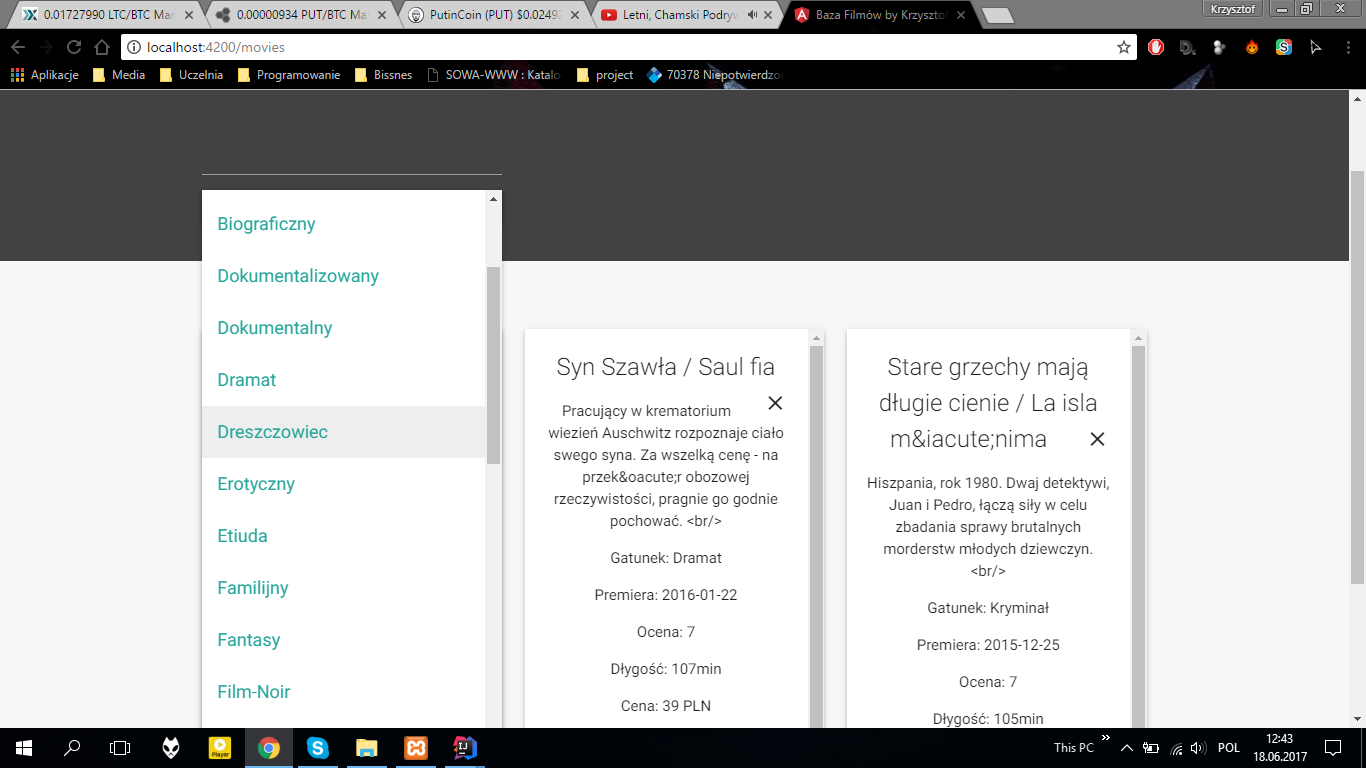 0.01727990 LTC/BTC Mar
0.00000934 PUT/BTC Ma
PutinCoin (PUT) $0.0249
Letni, Chamski Podryw
Baza Filmów by Krzyszto
Krzysztof
localhost:4200/movies
Aplikacje
Media
Uczelnia
Programowanie
Bissnes
SOWA-WWW : Katalo
project
70378 Niepotwierdzo
Biograficzny
Dokumentalizowany
Dokumentalny
Dramat
Dreszczowiec
Erotyczny
Etiuda
Familijny
Fantasy
Film-Noir
Syn Szawła / Saul fia
Pracujący w krematorium
wiezień Auschwitz rozpoznaje ciało
swego syna. Za wszelką cenę - na
przek&oacute;r obozowej
rzeczywistości, pragnie go godnie
pochować. <br/>
Gatunek: Dramat
Premiera: 2016-01-22
Ocena: 7
Dłygość: 107min
Cena: 39 PLN
Stare grzechy mają
długie cienie / La isla
m&iacute;nima
Hiszpania, rok 1980. Dwaj detektywi,
Juan i Pedro, łączą siły w celu
zbadania sprawy brutalnych
morderstw młodych dziewczyn.
<br/>
Gatunek: Kryminał
Premiera: 2015-12-25
Ocena: 7
Dłygość: 105min
Player
This PC
POL
12:43
18.06.2017